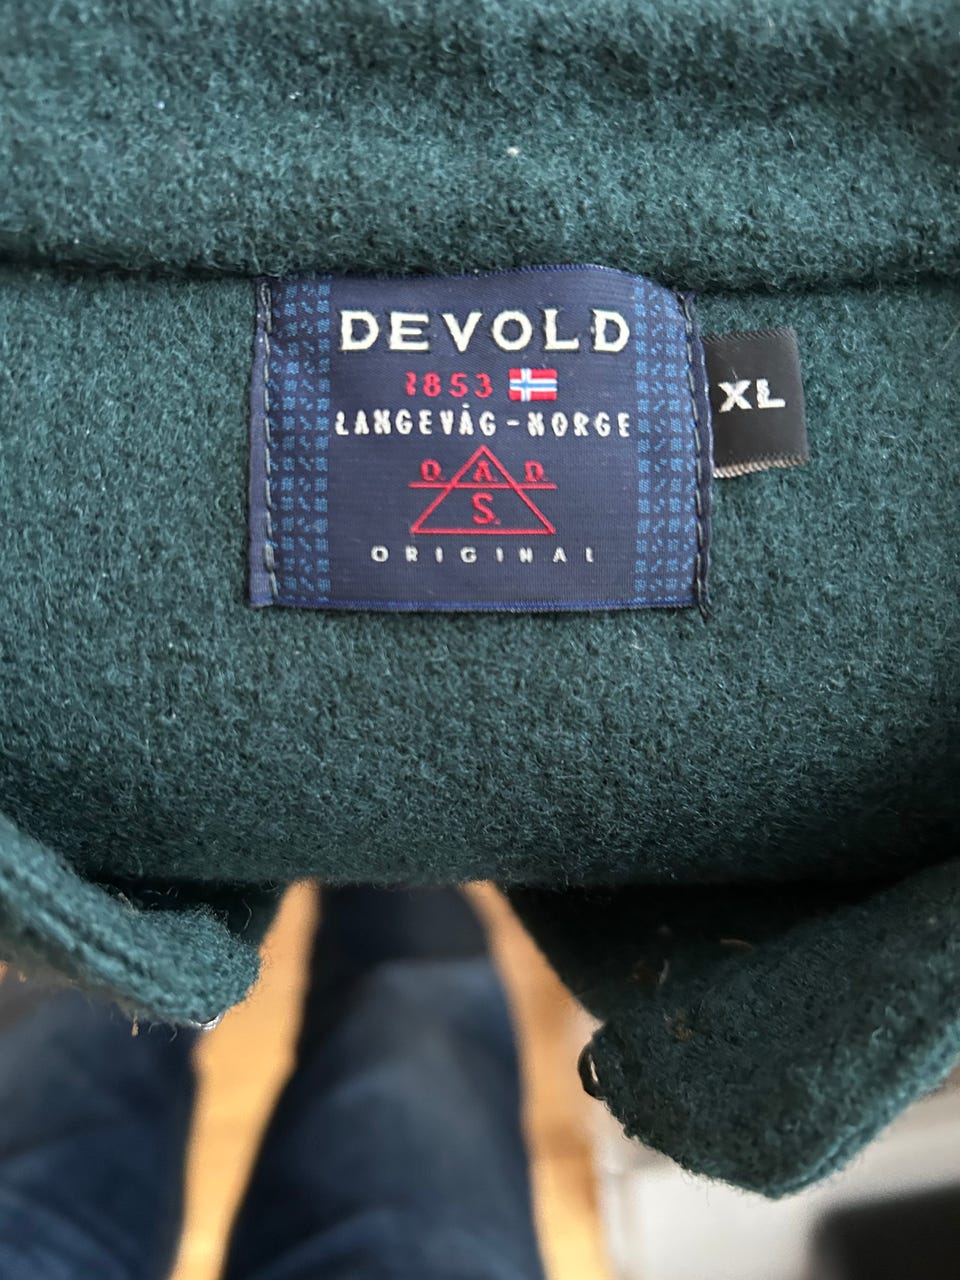 DEVOLD
1853
LANGEVÅG-NORGE
O. A. D.
S.
ORIGINAL
XL